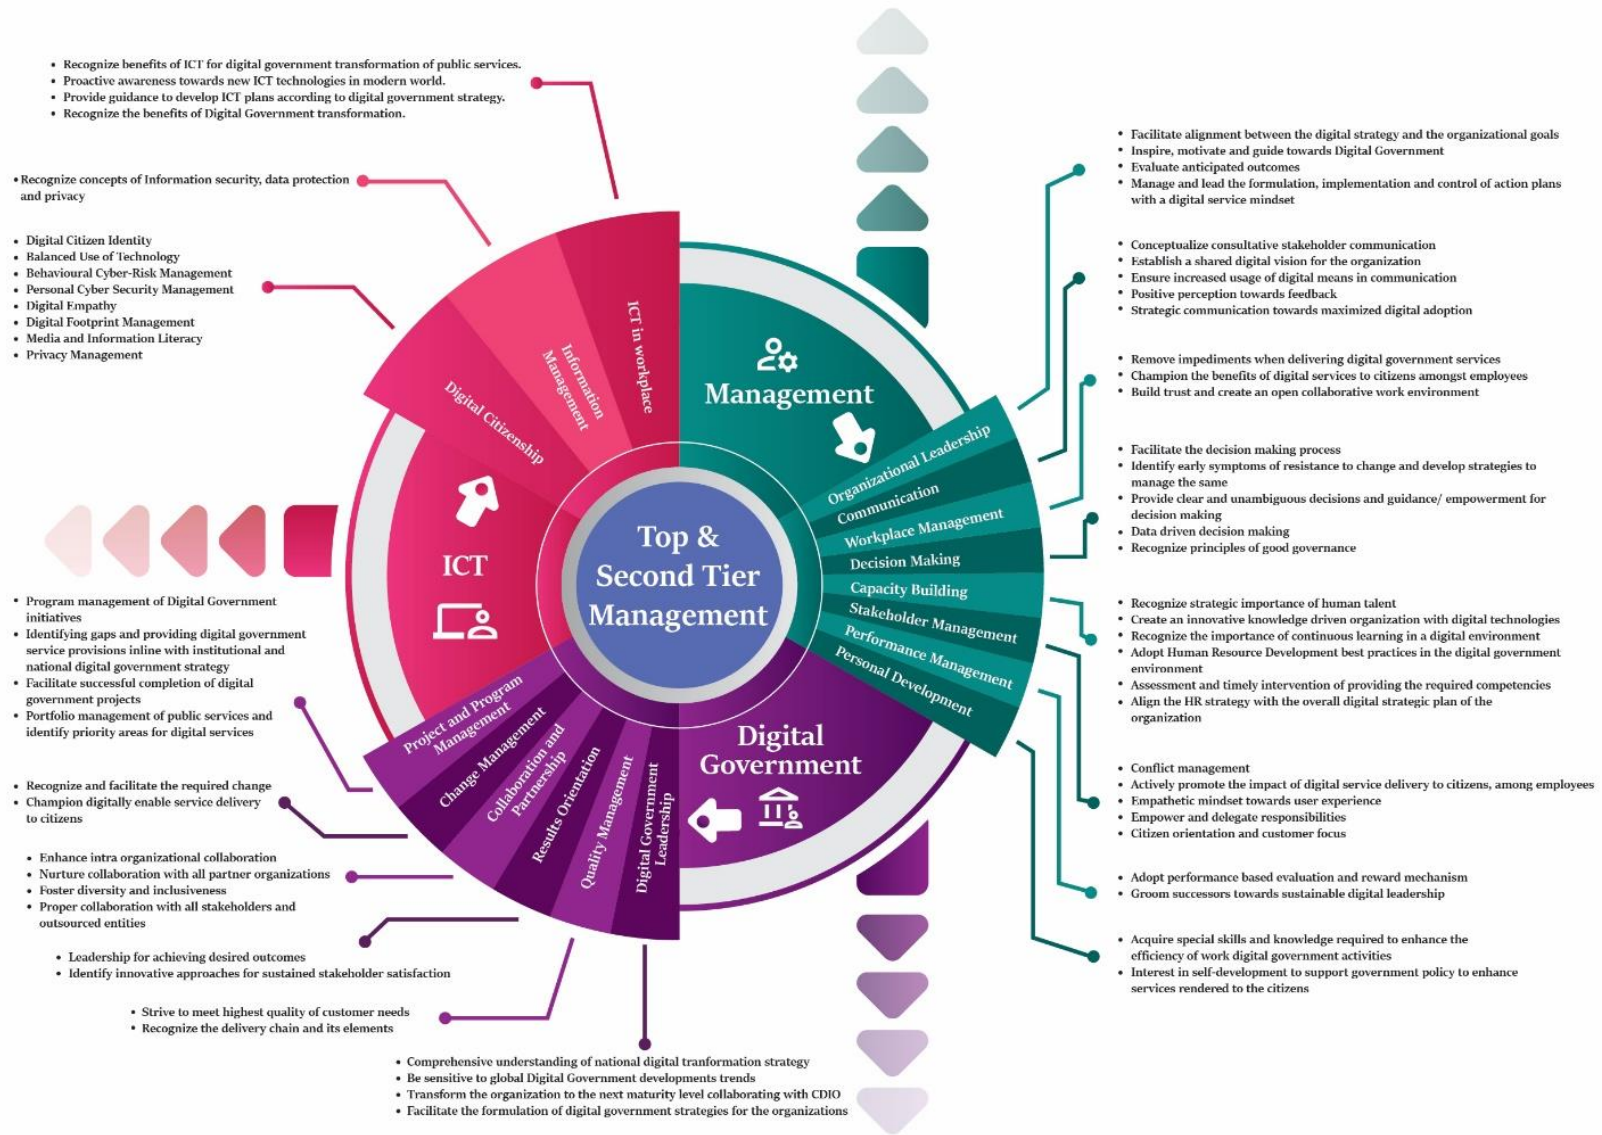 • Recognize benefits of ICT for digital government transformation of public services.
• Proactive awareness towards new ICT technologies in modern world.
• Provide guidance to develop ICT plans according to digital government strategy.
• Recognize the benefits of Digital Government transformation.
• Recognize concepts of Information security, data protection
and privacy
• Digital Citizen Identity
• Balanced Use of Technology
• Behavioural Cyber-Risk Management
• Personal Cyber Security Management
• Digital Empathy
• Digital Footprint Management
• Media and Information Literacy
• Privacy Management
ICT in workplace
Information
Management
Digital Citizenship
ICT
Management
Organizational Leadership
Communication
Workplace Management
Decision Making
Capacity Building
Stakeholder Management
Performance Management
Personal Development
Top &
Second Tier
Management
Digital
Government
Project and Program
Management
Change Management
Collaboration and
Partnership
Results Orientation
Quality Management
Digital Government
Leadership
• Facilitate alignment between the digital strategy and the organizational goals
• Inspire, motivate and guide towards Digital Government
• Evaluate anticipated outcomes
• Manage and lead the formulation, implementation and control of action plans
with a digital service mindset
• Conceptualize consultative stakeholder communication
• Establish a shared digital vision for the organization
• Ensure increased usage of digital means in communication
• Positive perception towards feedback
• Strategic communication towards maximized digital adoption
• Remove impediments when delivering digital government services
• Champion the benefits of digital services to citizens amongst employees
• Build trust and create an open collaborative work environment
• Facilitate the decision making process
• Identify early symptoms of resistance to change and develop strategies to
manage the same
• Provide clear and unambiguous decisions and guidance/ empowerment for
decision making
• Data driven decision making
• Recognize principles of good governance
• Recognize strategic importance of human talent
• Create an innovative knowledge driven organization with digital technologies
• Recognize the importance of continuous learning in a digital environment
• Adopt Human Resource Development best practices in the digital government
environment
• Assessment and timely intervention of providing the required competencies
• Align the HR strategy with the overall digital strategic plan of the
organization
• Conflict management
• Actively promote the impact of digital service delivery to citizens, among employees
• Empathetic mindset towards user experience
• Empower and delegate responsibilities
• Citizen orientation and customer focus
• Adopt performance based evaluation and reward mechanism
• Groom successors towards sustainable digital leadership
• Acquire special skills and knowledge required to enhance the
efficiency of work digital government activities
• Interest in self-development to support government policy to enhance
services rendered to the citizens
• Program management of Digital Government
initiatives
• Identifying gaps and providing digital government
service provisions inline with institutional and
national digital government strategy
• Facilitate successful completion of digital
government projects
• Portfolio management of public services and
identify priority areas for digital services
• Recognize and facilitate the required change
• Champion digitally enable service delivery
to citizens
• Enhance intra organizational collaboration
• Nurture collaboration with all partner organizations
• Foster diversity and inclusiveness
• Proper collaboration with all stakeholders and
outsourced entities
• Leadership for achieving desired outcomes
• Identify innovative approaches for sustained stakeholder satisfaction
• Strive to meet highest quality of customer needs
• Recognize the delivery chain and its elements
• Comprehensive understanding of national digital tranformation strategy
• Be sensitive to global Digital Government developments trends
• Transform the organization to the next maturity level collaborating with CDIO
• Facilitate the formulation of digital government strategies for the organizations